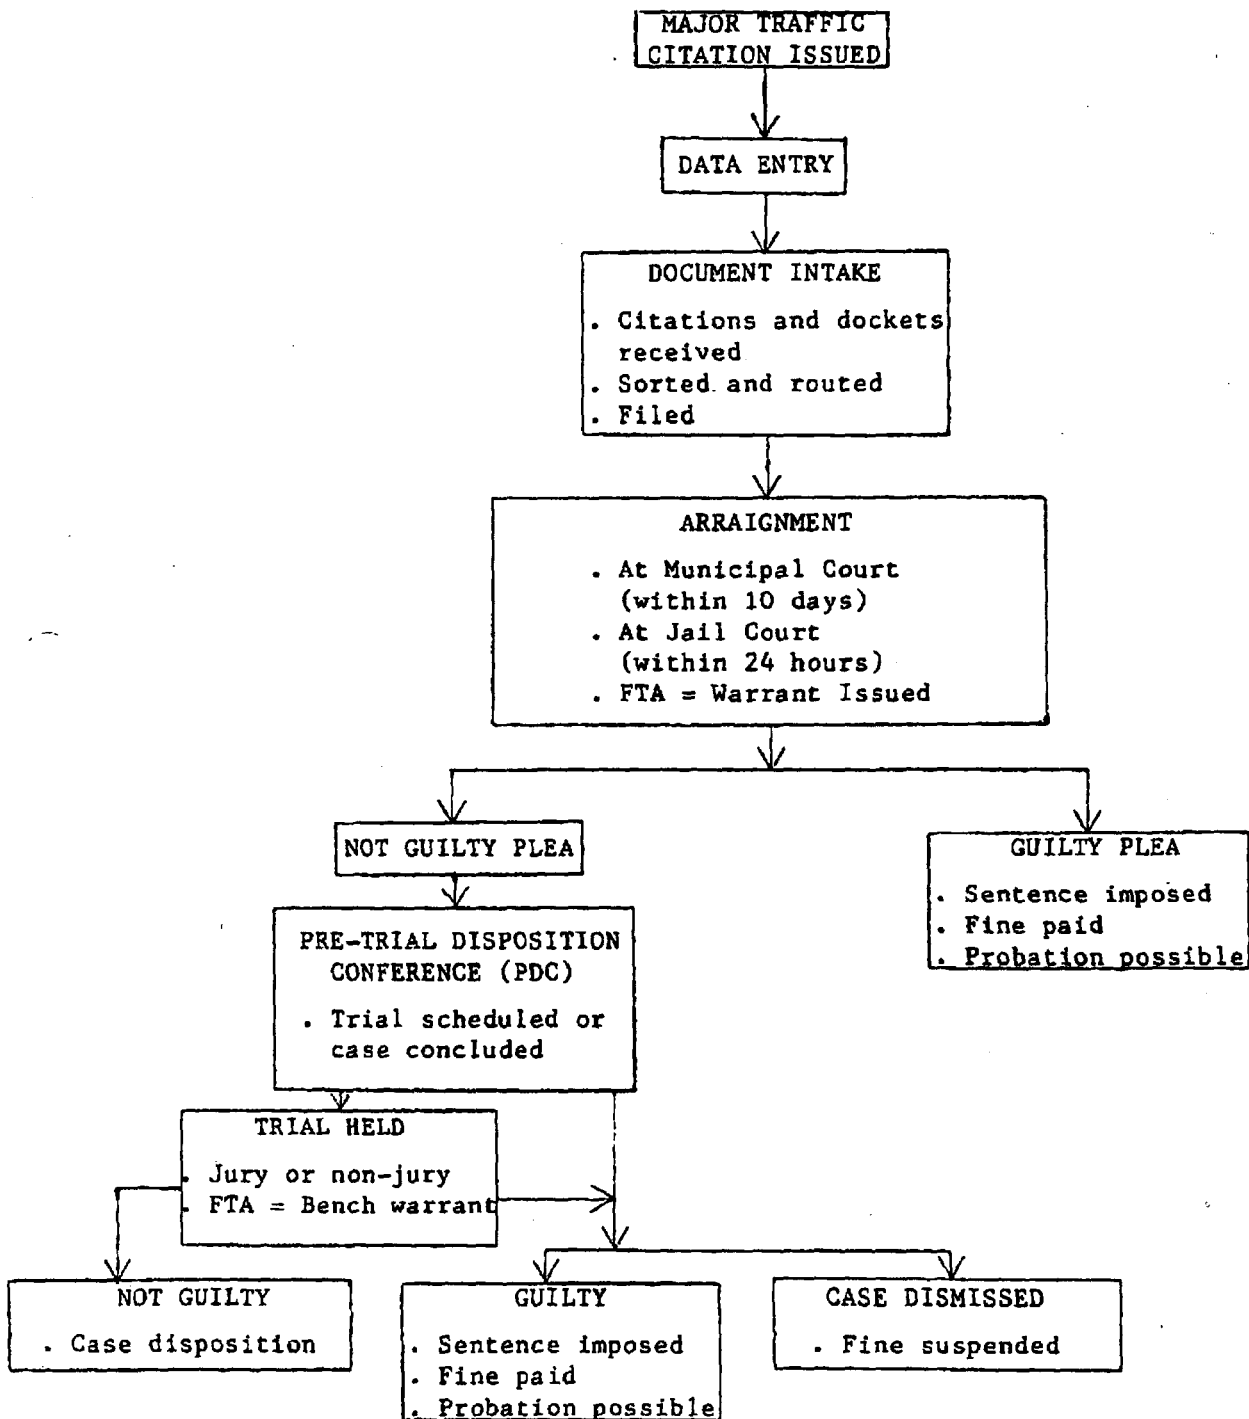 MAJOR TRAFFIC
CITATION ISSUED
DATA ENTRY
DOCUMENT INTAKE
. Citations and dockets
received
. Sorted and routed
. Filed
ARRAIGNMENT
. At Municipal Court
(within 10 days)
. At Jail Court
(within 24 hours)
. FTA = Warrant Issued
NOT GUILTY PLEA
GUILTY PLEA
. Sentence imposed
. Fine paid
. Probation possible
PRE-TRIAL DISPOSITION
CONFERENCE (PDC)
. Trial scheduled or
case concluded
TRIAL HELD
. Jury or non-jury
. FTA = Bench warrant
NOT GUILTY
. Case disposition
GUILTY
. Sentence imposed
. Fine paid
. Probation possible
CASE DISMISSED
. Fine suspended